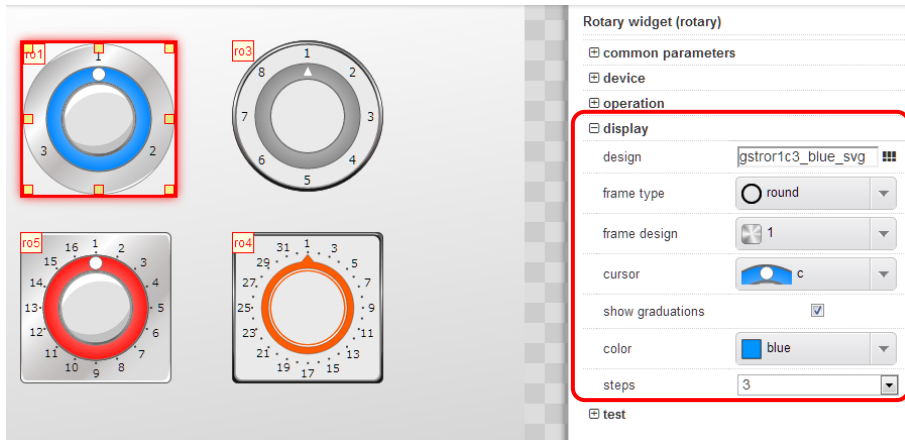 ro1
1
2
3
ro3
1
2
3
4
5
6
7
8
ro5
1
2
3
4
5
6
7
8
9
10
11
12
13
14
15
16
ro4
1
3
5
7
9
11
13
15
17
19
21
23
25
27
29
31
Rotary widget (rotary)
common parameters
device
operation
display
design gstror1c3_blue_svg
frame type round
frame design 1
cursor c
show graduations
color blue
steps 3
test